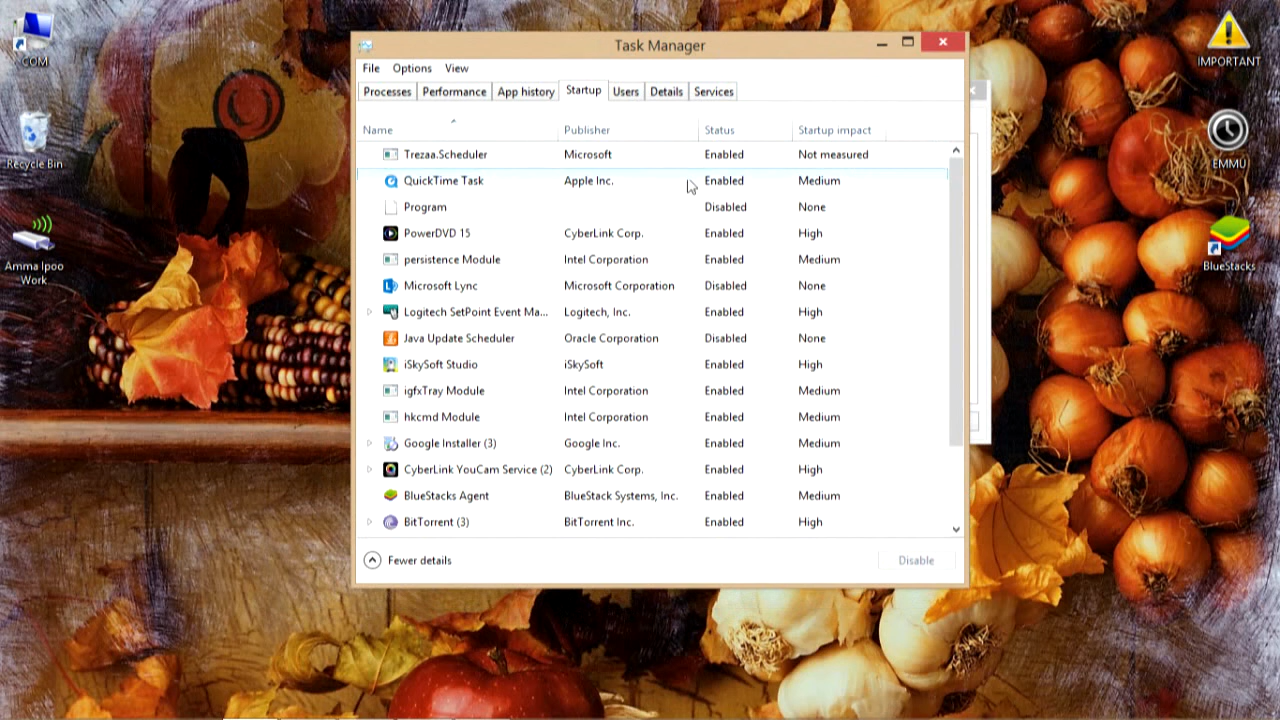 COM
Recycle Bin
Amma Ipoo
Work
IMPORTANT
EMMU
BlueStacks
Task Manager
File Options View
Processes Performance App history Startup Users Details Services
Name Publisher Status Startup impact
Trezaa.Scheduler Microsoft Enabled Not measured
QuickTime Task Apple Inc. Enabled Medium
Program Disabled None
PowerDVD 15 CyberLink Corp. Enabled High
persistence Module Intel Corporation Enabled Medium
Microsoft Lync Microsoft Corporation Disabled None
Logitech SetPoint Event Ma... Logitech, Inc. Enabled High
Java Update Scheduler Oracle Corporation Disabled None
iSkySoft Studio iSkySoft Enabled High
igfxTray Module Intel Corporation Enabled Medium
hkcmd Module Intel Corporation Enabled Medium
Google Installer (3) Google Inc. Enabled Medium
CyberLink YouCam Service (2) CyberLink Corp. Enabled High
BlueStacks Agent BlueStack Systems, Inc. Enabled Medium
BitTorrent (3) BitTorrent Inc. Enabled High
Fewer details Disable